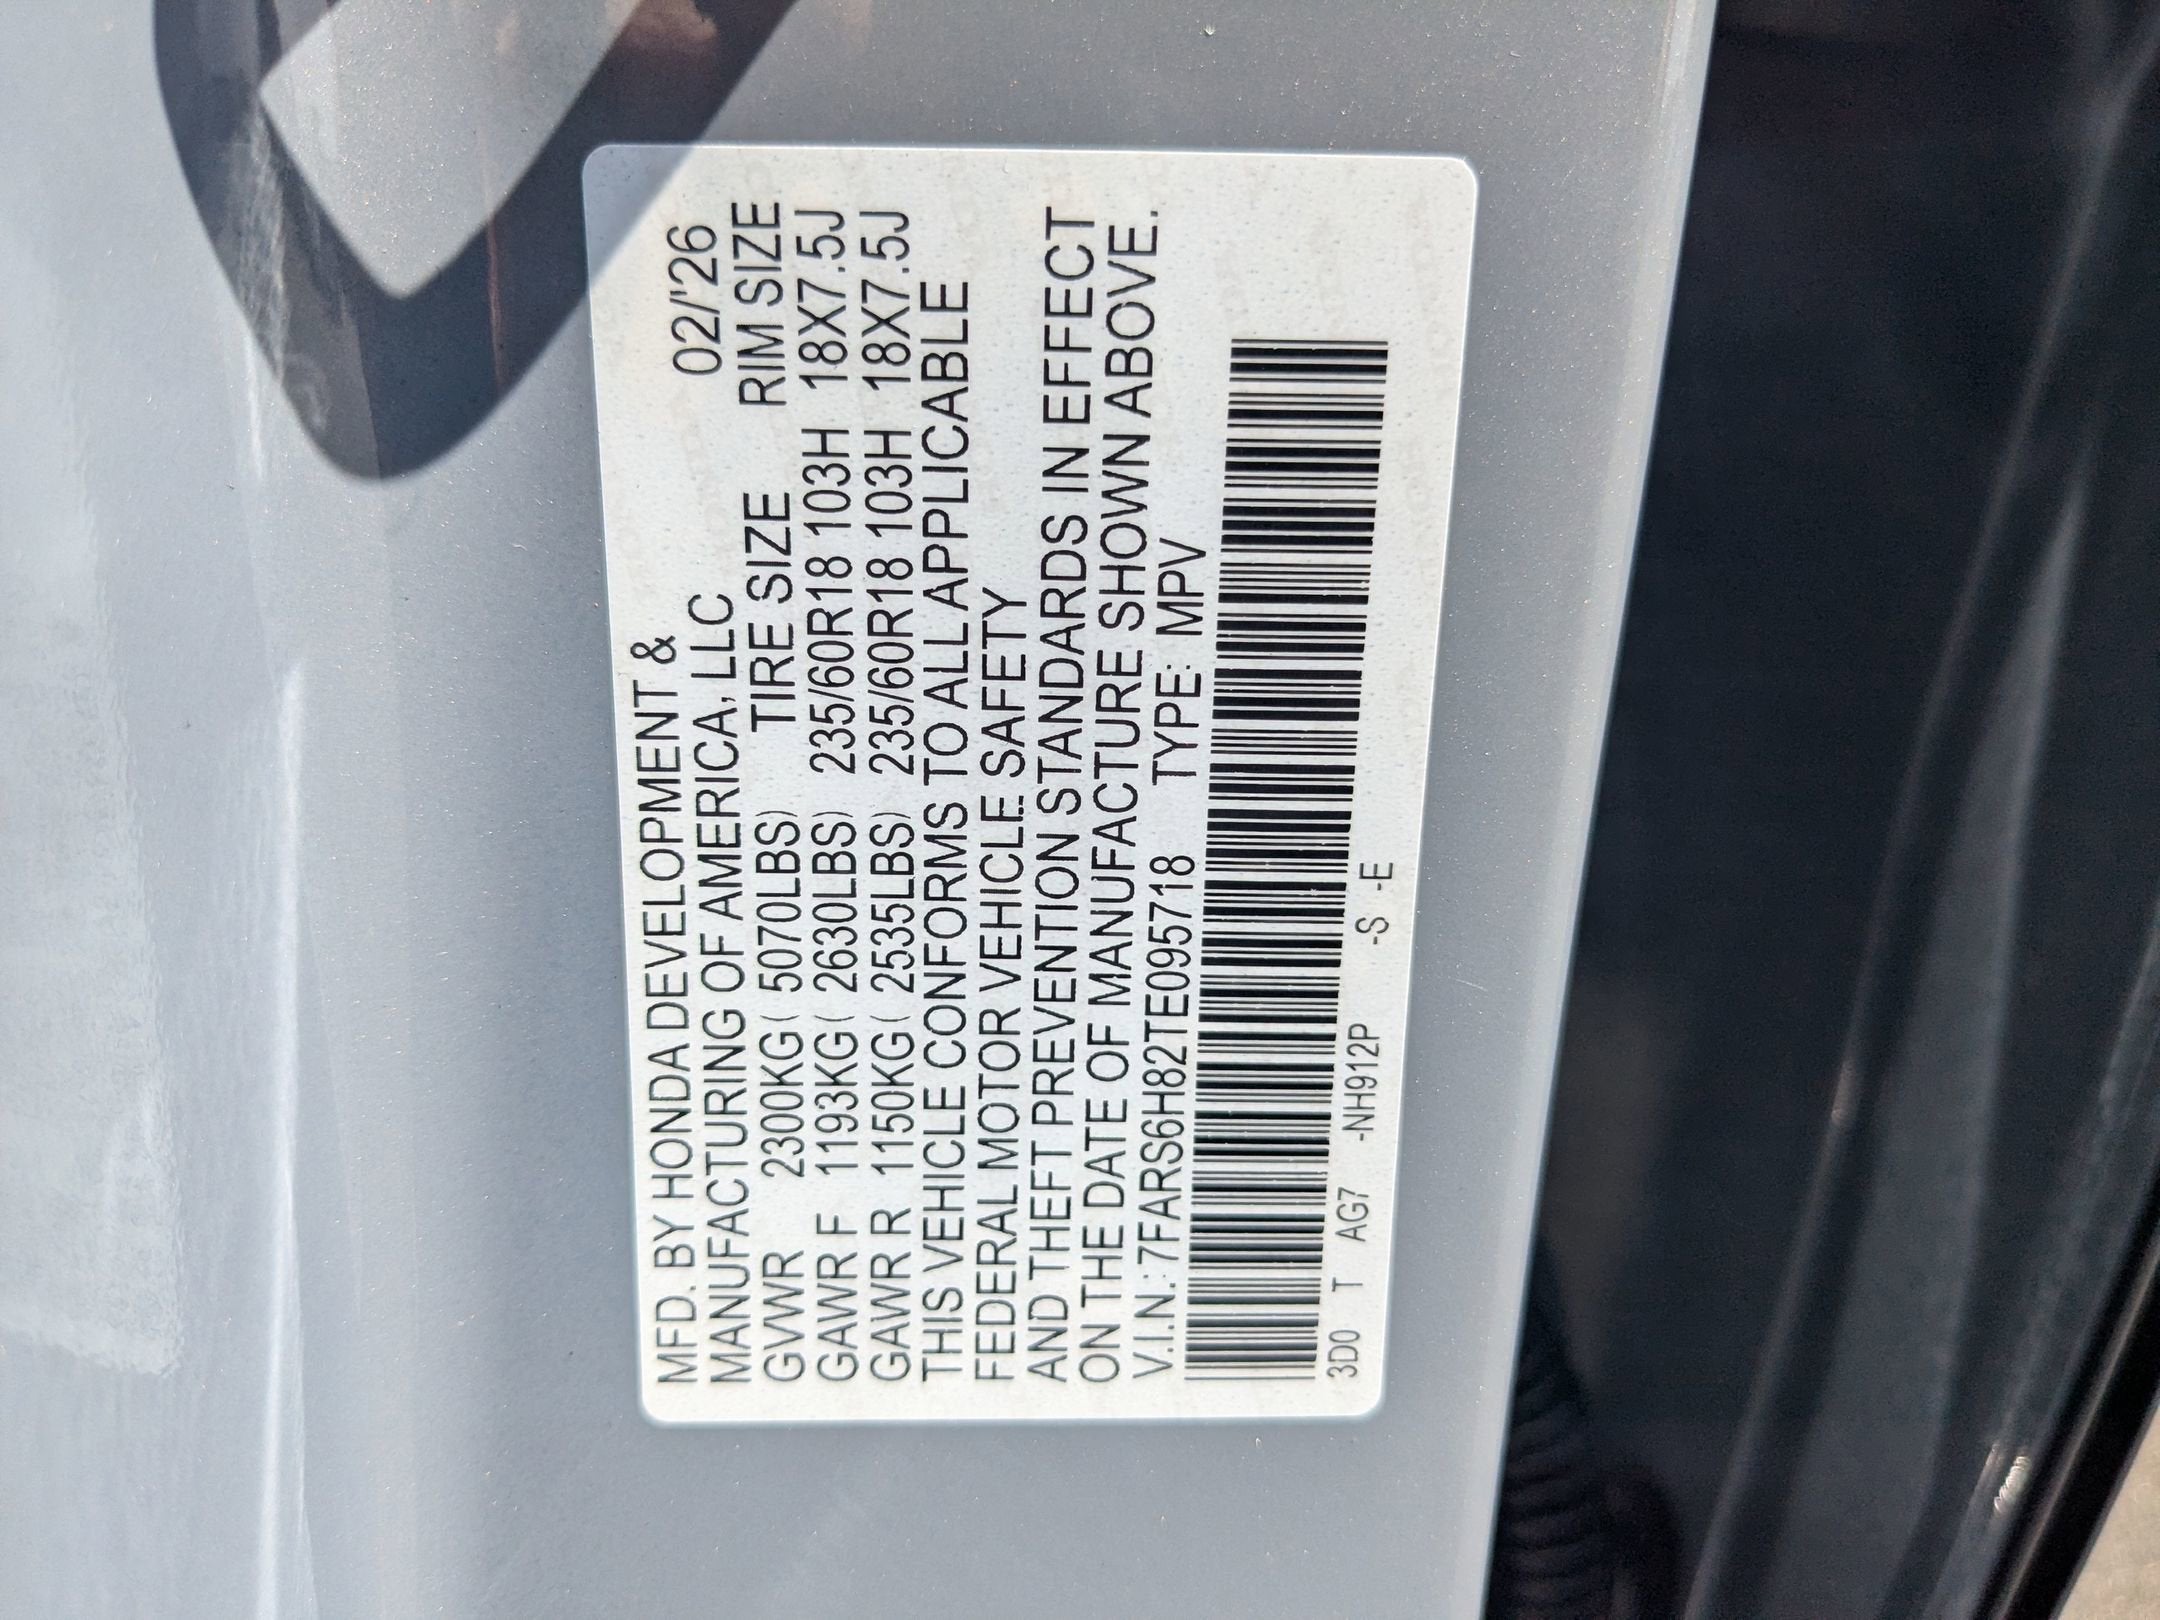 MFD. BY HONDA DEVELOPMENT & 02/'26
MANUFACTURING OF AMERICA, LLC
TIRE SIZE RIM SIZE
GVWR 2300KG( 5070LBS)
GAWR F 1193KG( 2630LBS) 235/60R18 103H 18X7.5J
GAWR R 1150KG( 2535LBS) 235/60R18 103H 18X7.5J
THIS VEHICLE CONFORMS TO ALL APPLICABLE
FEDERAL MOTOR VEHICLE SAFETY
AND THEFT PREVENTION STANDARDS IN EFFECT
ON THE DATE OF MANUFACTURE SHOWN ABOVE.
V.I.N.: 7FARS6H82TE095718 TYPE: MPV
3D0 T AG7 -NH912P -S -E